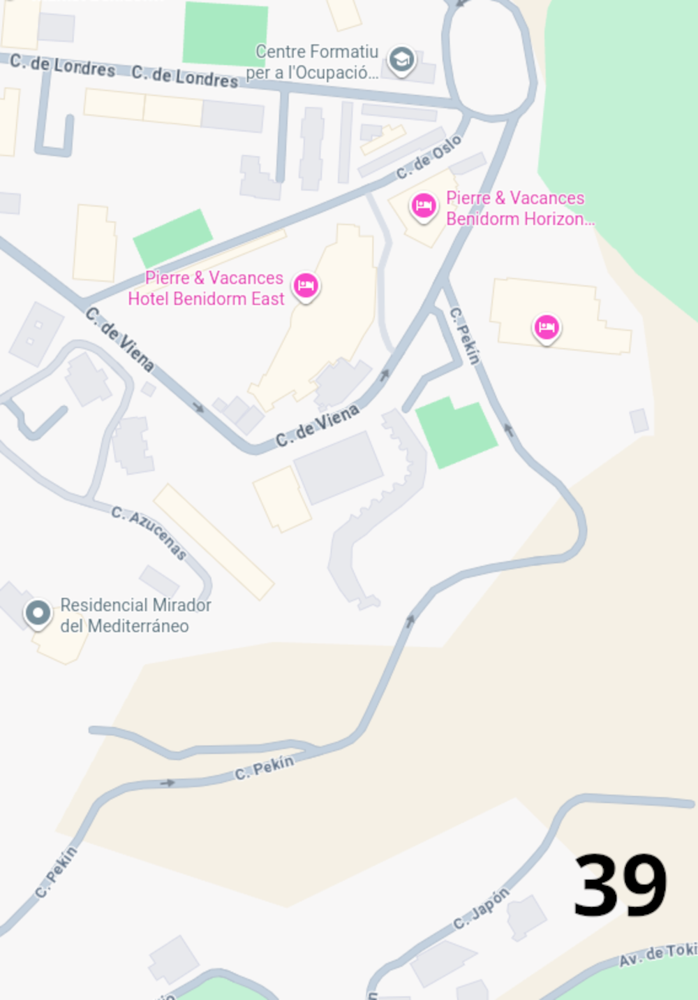 Centre Formatiu
per a l'Ocupació...
C. de Londres
C. de Londres
C. de Oslo
Pierre & Vacances
Benidorm Horizon...
Pierre & Vacances
Hotel Benidorm East
C. de Viena
C. Pekín
C. de Viena
C. Azucenas
Residencial Mirador
del Mediterráneo
C. Pekín
C. Pekín
39
C. Japón
Av. de Toki